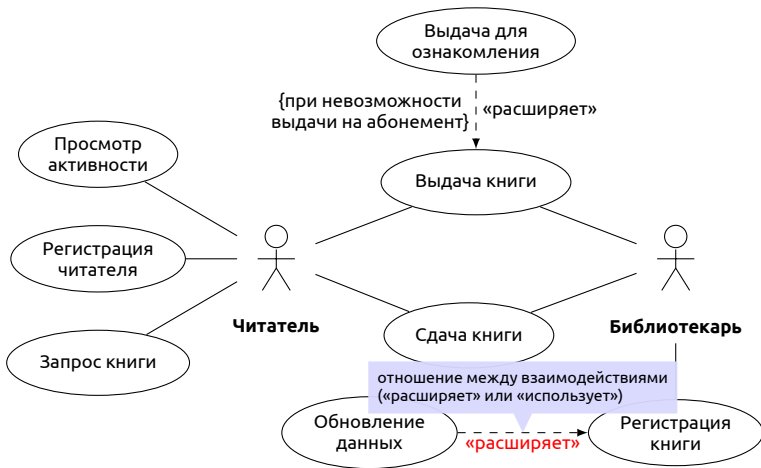 Выдача для
ознакомления
{при невозможности
выдачи на абонемент}
«расширяет»
Просмотр
активности
Выдача книги
Регистрация
читателя
Читатель
Сдача книги
Библиотекарь
Запрос книги
отношение между взаимодействиями
(«расширяет» или «использует»)
Обновление
данных
«расширяет»
Регистрация
книги